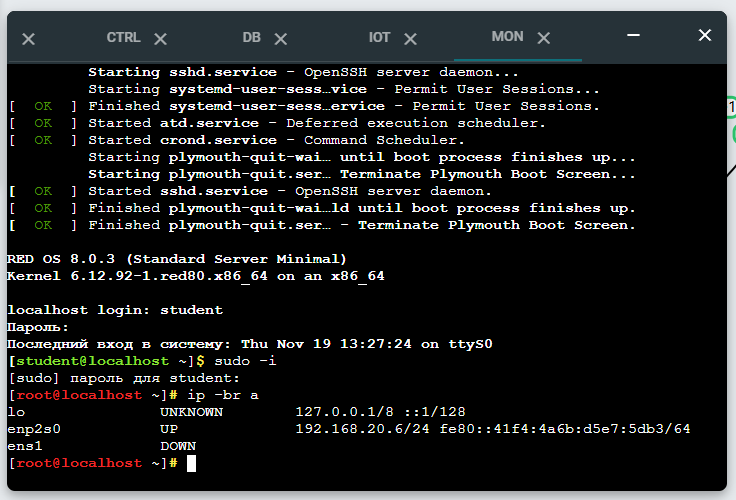 CTRL DB IOT MON
Starting sshd.service - OpenSSH server daemon...
Starting systemd-user-sess…vice - Permit User Sessions...
[  OK  ] Finished systemd-user-sess…ervice - Permit User Sessions.
[  OK  ] Started atd.service - Deferred execution scheduler.
[  OK  ] Started crond.service - Command Scheduler.
Starting plymouth-quit-wai… until boot process finishes up...
Starting plymouth-quit.ser… Terminate Plymouth Boot Screen...
[  OK  ] Started sshd.service - OpenSSH server daemon.
[  OK  ] Finished plymouth-quit-wai…ld until boot process finishes up.
[  OK  ] Finished plymouth-quit.ser… - Terminate Plymouth Boot Screen.
RED OS 8.0.3 (Standard Server Minimal)
Kernel 6.12.92-1.red80.x86_64 on an x86_64
localhost login: student
Пароль:
Последний вход в систему: Thu Nov 19 13:27:24 on ttyS0
[student@localhost ~]$ sudo -i
[sudo] пароль для student:
[root@localhost ~]# ip -br a
lo UNKNOWN 127.0.0.1/8 ::1/128
enp2s0 UP 192.168.20.6/24 fe80::41f4:4a6b:d5e7:5db3/64
ens1 DOWN
[root@localhost ~]#
1